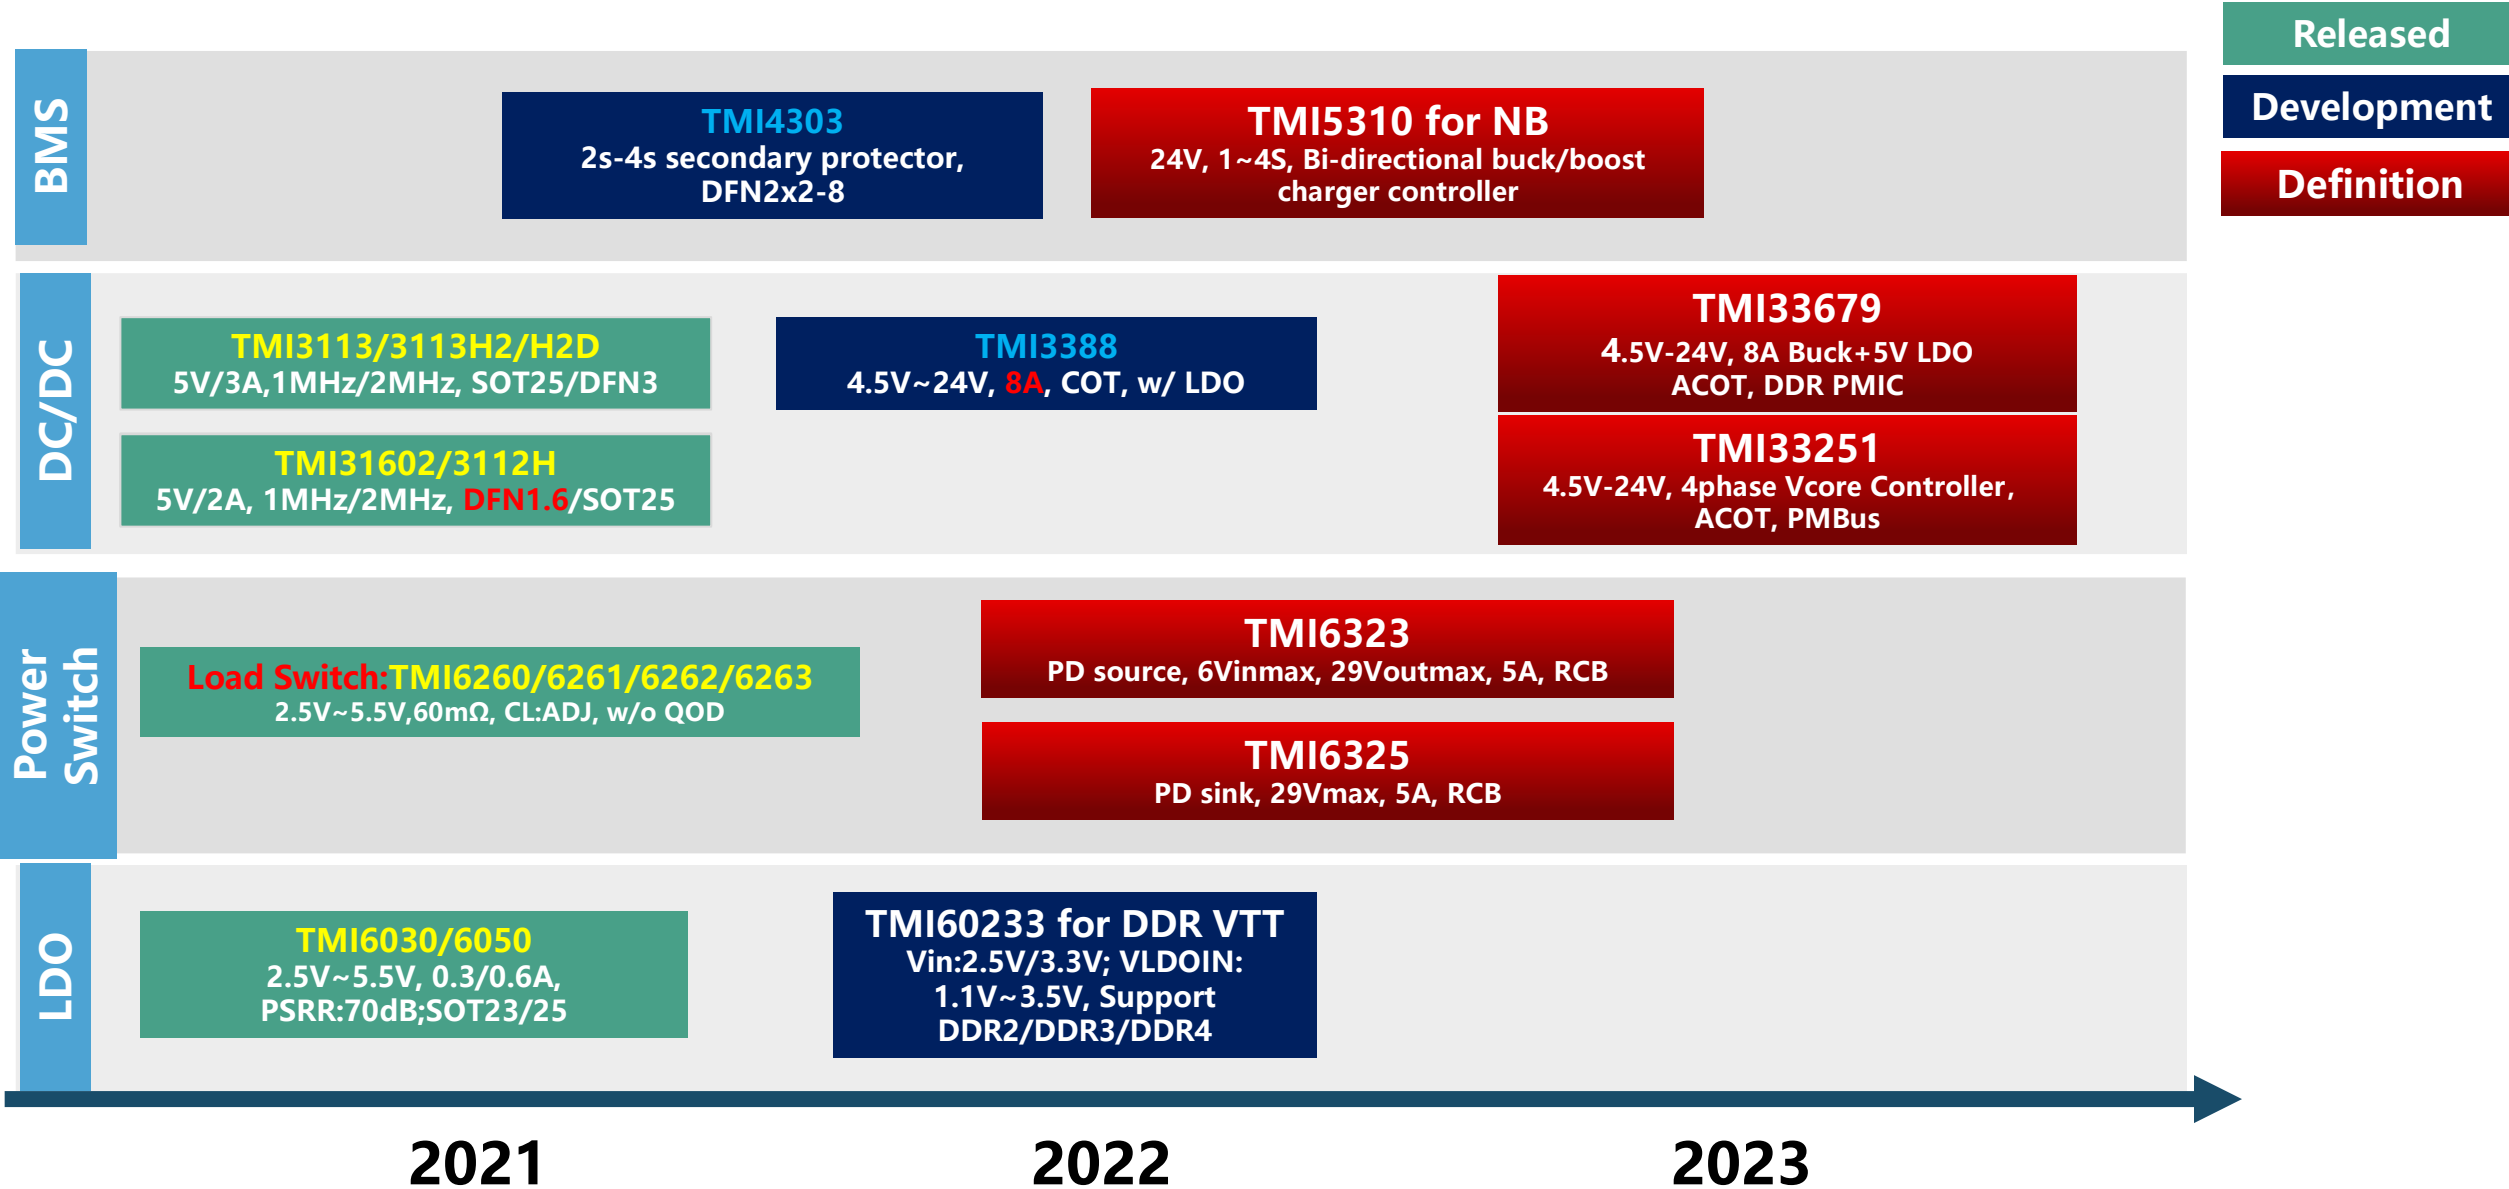 Released
Development
Definition
BMS
TMI4303
2s-4s secondary protector,
DFN2x2-8
TMI5310 for NB
24V, 1~4S, Bi-directional buck/boost
charger controller
DC/DC
TMI3113/3113H2/H2D
5V/3A,1MHz/2MHz, SOT25/DFN3
TMI31602/3112H
5V/2A, 1MHz/2MHz, DFN1.6/SOT25
TMI3388
4.5V~24V, 8A, COT, w/ LDO
TMI33679
4.5V-24V, 8A Buck+5V LDO
ACOT, DDR PMIC
TMI33251
4.5V-24V, 4phase Vcore Controller,
ACOT, PMBus
Power
Switch
Load Switch:TMI6260/6261/6262/6263
2.5V~5.5V,60mΩ, CL:ADJ, w/o QOD
TMI6323
PD source, 6Vinmax, 29Voutmax, 5A, RCB
TMI6325
PD sink, 29Vmax, 5A, RCB
LDO
TMI6030/6050
2.5V~5.5V, 0.3/0.6A,
PSRR:70dB;SOT23/25
TMI60233 for DDR VTT
Vin:2.5V/3.3V; VLDOIN:
1.1V~3.5V, Support
DDR2/DDR3/DDR4
2021
2022
2023